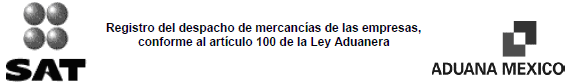 Registro del despacho de mercancías de las empresas,
conforme al artículo 100 de la Ley Aduanera
SAT
ADUANA MEXICO